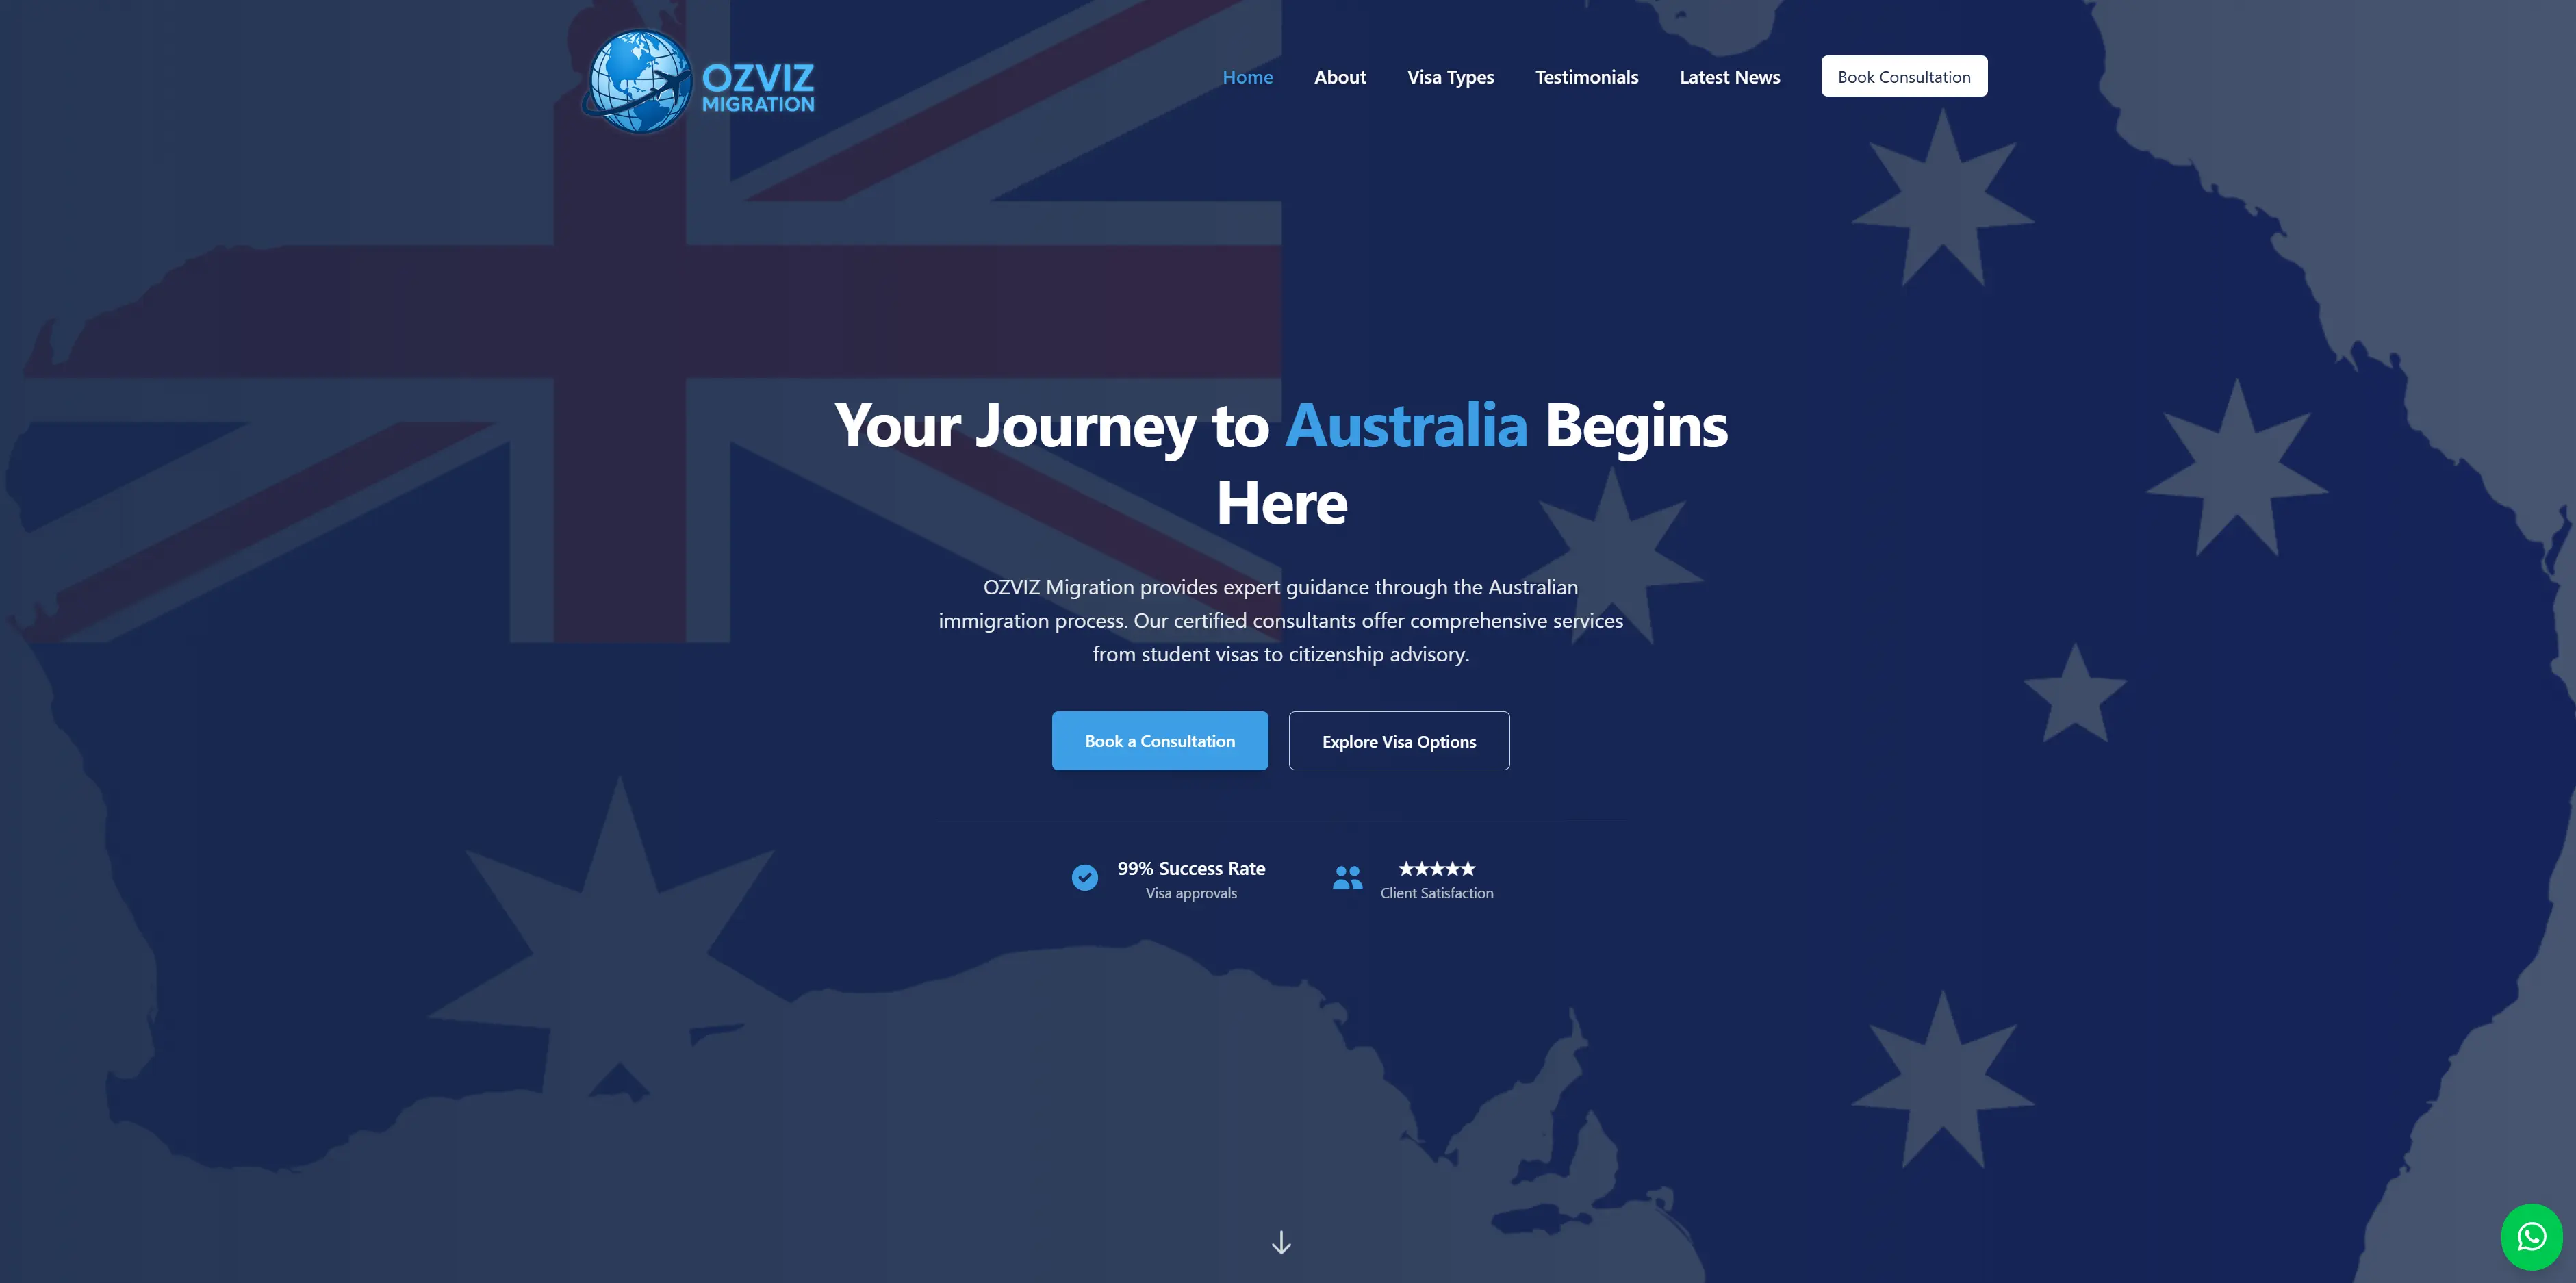 OZVIZ
MIGRATION
Home
About
Visa Types
Testimonials
Latest News
Book Consultation
Your Journey to Australia Begins
Here
OZVIZ Migration provides expert guidance through the Australian
immigration process. Our certified consultants offer comprehensive services
from student visas to citizenship advisory.
Book a Consultation
Explore Visa Options
99% Success Rate
Visa approvals
★★★★★
Client Satisfaction